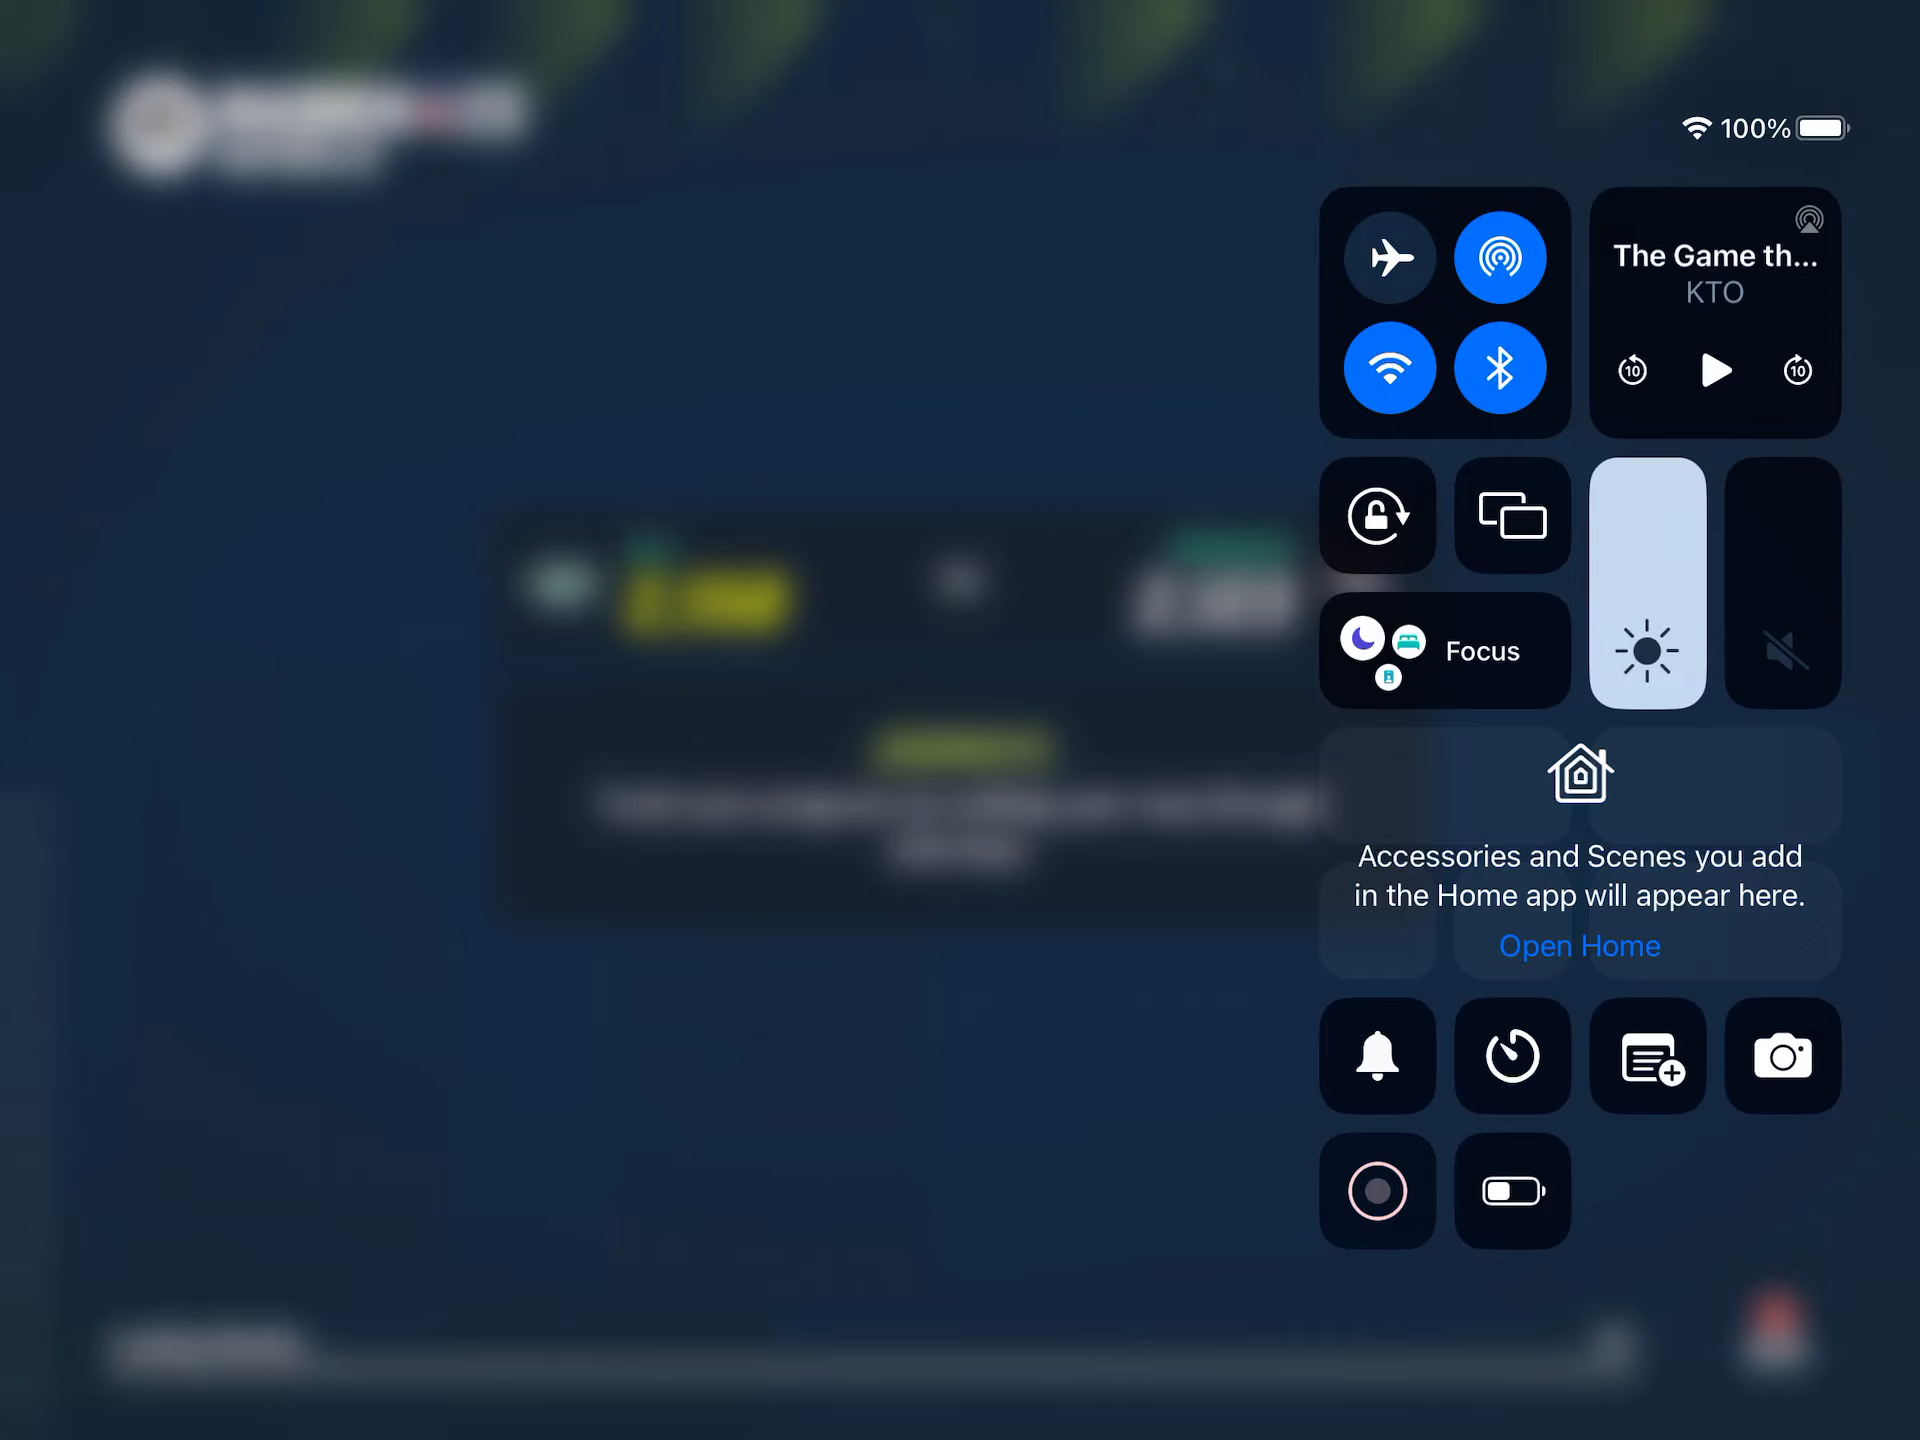 100%
The Game th...
KTO
10
10
Focus
Accessories and Scenes you add
in the Home app will appear here.
Open Home